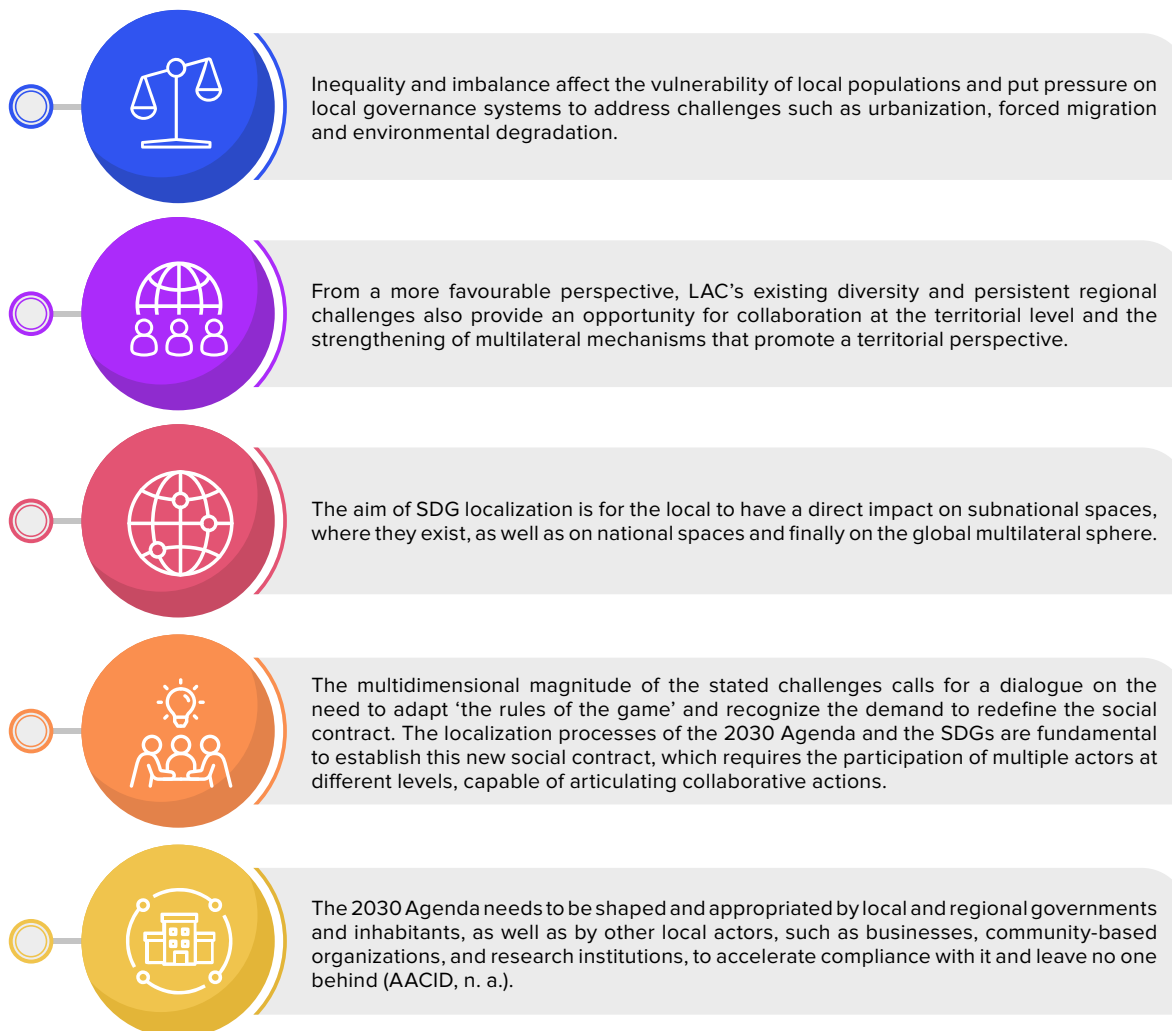 Inequality and imbalance affect the vulnerability of local populations and put pressure on
local governance systems to address challenges such as urbanization, forced migration
and environmental degradation.
From a more favourable perspective, LAC's existing diversity and persistent regional
challenges also provide an opportunity for collaboration at the territorial level and the
strengthening of multilateral mechanisms that promote a territorial perspective.
The aim of SDG localization is for the local to have a direct impact on subnational spaces,
where they exist, as well as on national spaces and finally on the global multilateral sphere.
The multidimensional magnitude of the stated challenges calls for a dialogue on the
need to adapt 'the rules of the game' and recognize the demand to redefine the social
contract. The localization processes of the 2030 Agenda and the SDGs are fundamental
to establish this new social contract, which requires the participation of multiple actors at
different levels, capable of articulating collaborative actions.
The 2030 Agenda needs to be shaped and appropriated by local and regional governments
and inhabitants, as well as by other local actors, such as businesses, community-based
organizations, and research institutions, to accelerate compliance with it and leave no one
behind (AACID, n. a.).